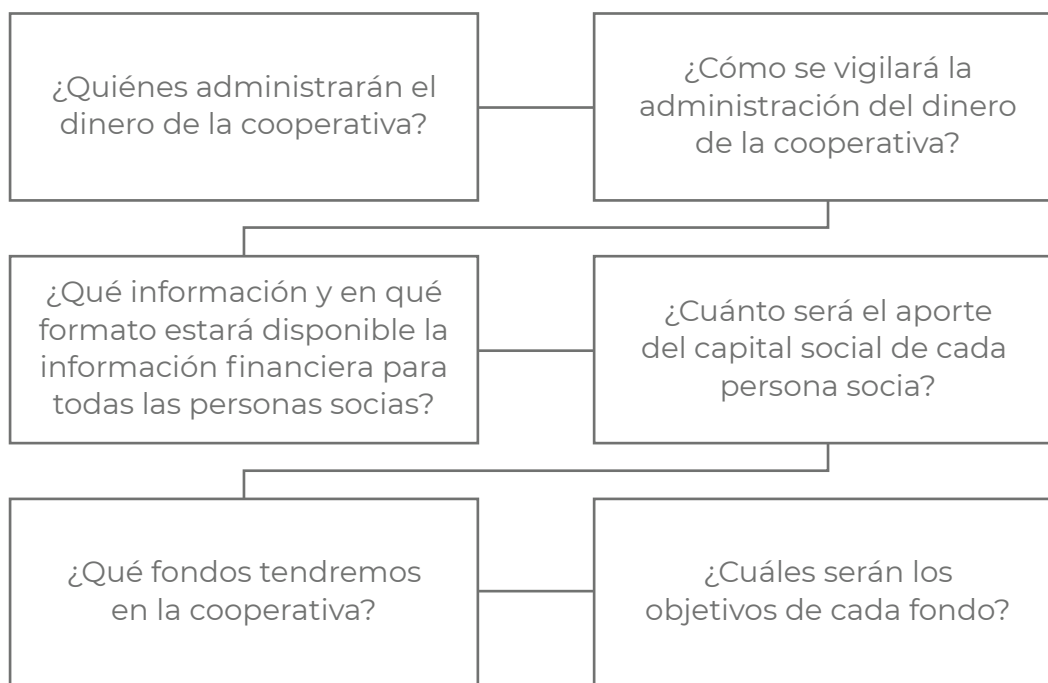 ¿Quiénes administrarán el
dinero de la cooperativa?
¿Cómo se vigilará la
administración del dinero
de la cooperativa?
¿Qué información y en qué
formato estará disponible la
información financiera para
todas las personas socias?
¿Cuánto será el aporte
del capital social de cada
persona socia?
¿Qué fondos tendremos
en la cooperativa?
¿Cuáles serán los
objetivos de cada fondo?